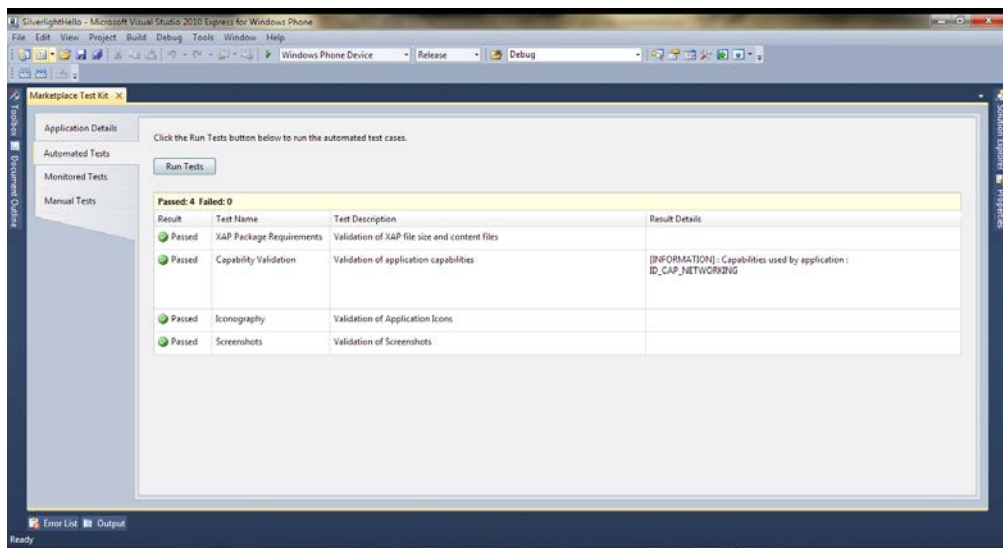 SilverlightHello - Microsoft Visual Studio 2010 Express for Windows Phone
File Edit View Project Build Debug Tools Window Help
Windows Phone Device Release Debug
Marketplace Test Kit X
Toolbox
Document Outline
Solution Explorer
Properties
Application Details
Automated Tests
Monitored Tests
Manual Tests
Click the Run Tests button below to run the automated test cases.
Run Tests
Passed: 4 Failed: 0
Result Test Name Test Description Result Details
Passed XAP Package Requirements Validation of XAP file size and content files
Passed Capability Validation Validation of application capabilities [INFORMATION] : Capabilities used by application :
ID_CAP_NETWORKING
Passed Iconography Validation of Application Icons
Passed Screenshots Validation of Screenshots
Error List Output
Ready